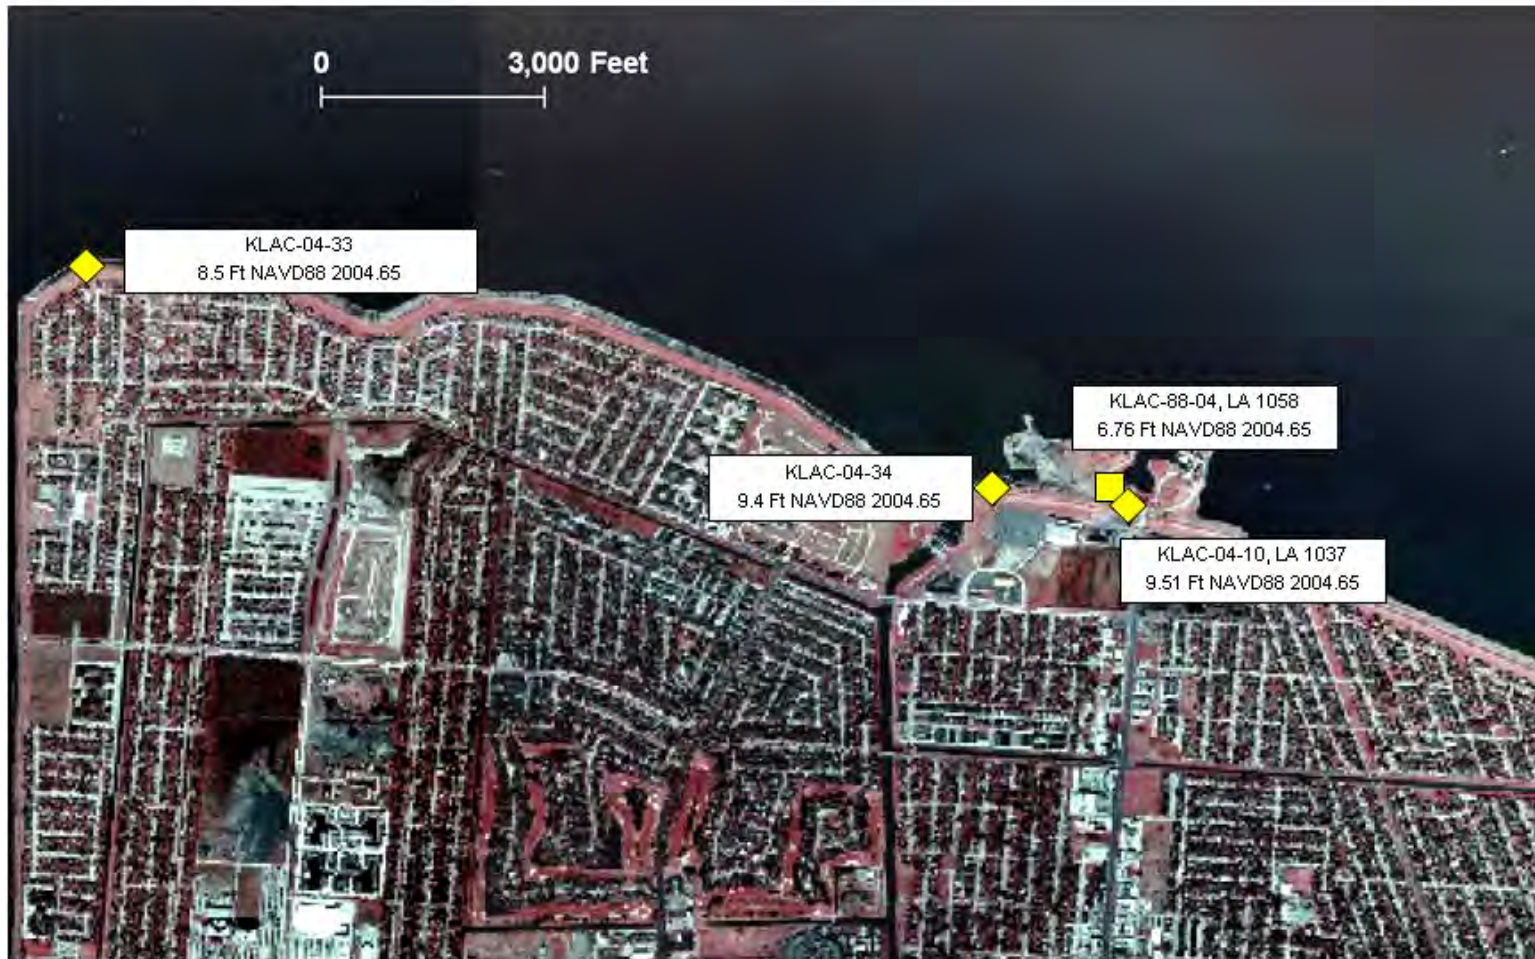 0 3,000 Feet
KLAC-04-33
8.5 Ft NAVD88 2004.65
KLAC-88-04, LA 1058
6.76 Ft NAVD88 2004.65
KLAC-04-34
9.4 Ft NAVD88 2004.65
KLAC-04-10, LA 1037
9.51 Ft NAVD88 2004.65